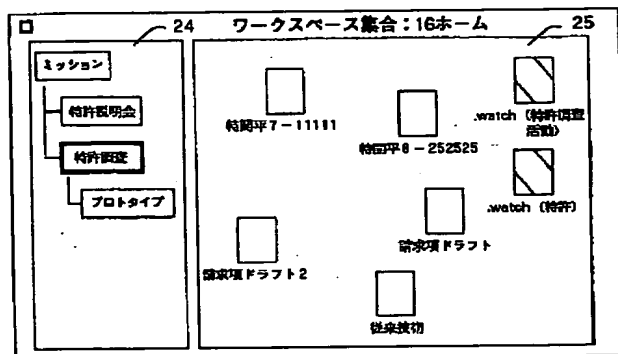 24
ワークスペース集合：16ホーム
25
ミッション
特許説明会
特許調査
プロトタイプ
特開平7－11111
特開平6－252525
.watch（特許調査
活動）
.watch（特許）
請求項ドラフト
請求項ドラフト2
従来技術